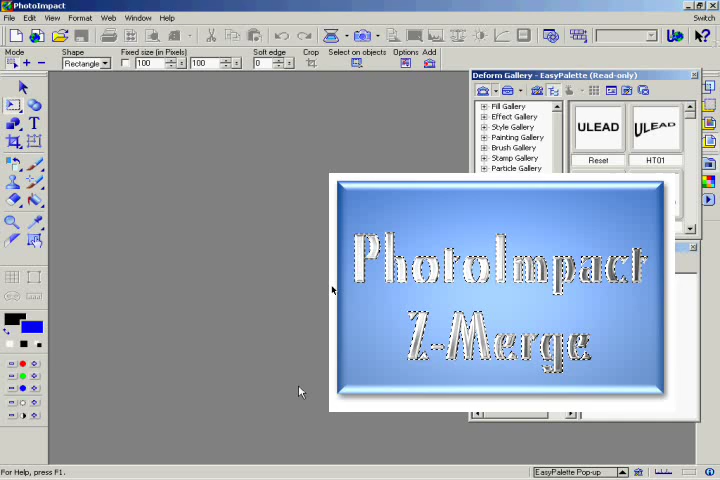 PhotoImpact
File Edit View Format Web Window Help Switch
Mode Shape Fixed size (in Pixels) Soft edge Crop Select on objects Options Add
Rectangle 100 100 0
Deform Gallery - EasyPalette (Read-only)
Fill Gallery
Effect Gallery
Style Gallery
Painting Gallery
Brush Gallery
Stamp Gallery
Particle Gallery
ULEAD ULEAD
Reset HT01
PhotoImpact
Z-Merge
For Help, press F1.
EasyPalette Pop-up